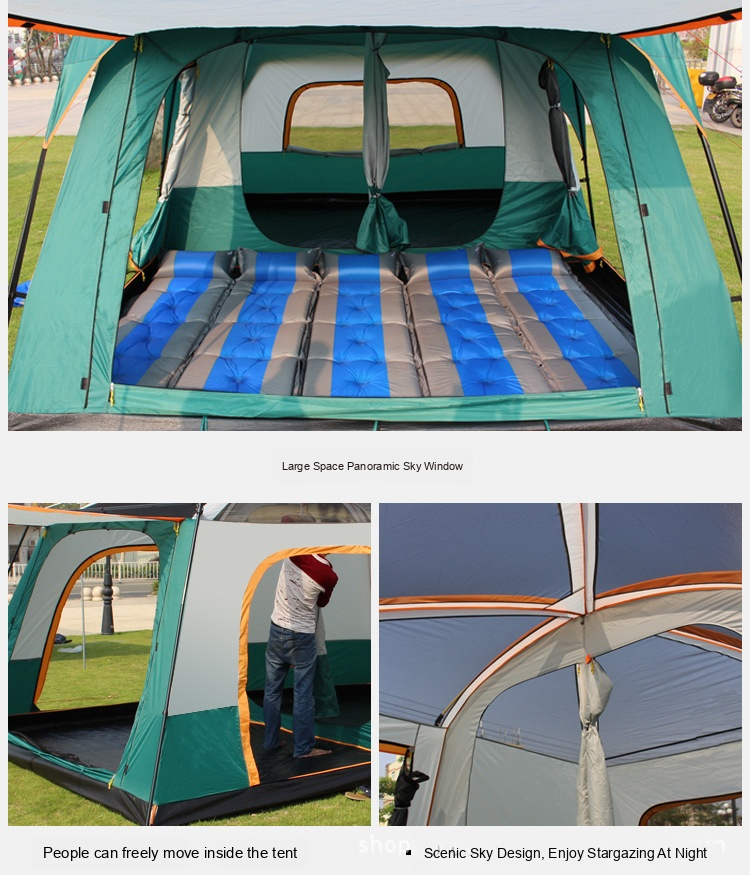 Large Space Panoramic Sky Window
People can freely move inside the tent
shop
Scenic Sky Design, Enjoy Stargazing At Night